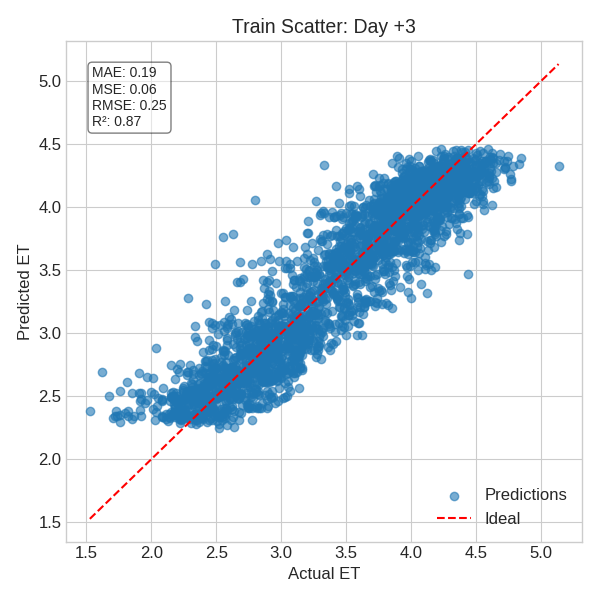 Train Scatter: Day +3
MAE: 0.19
MSE: 0.06
RMSE: 0.25
R²: 0.87
Predicted ET
5.0
4.5
4.0
3.5
3.0
2.5
2.0
1.5
Predictions
Ideal
1.5 2.0 2.5 3.0 3.5 4.0 4.5 5.0
Actual ET